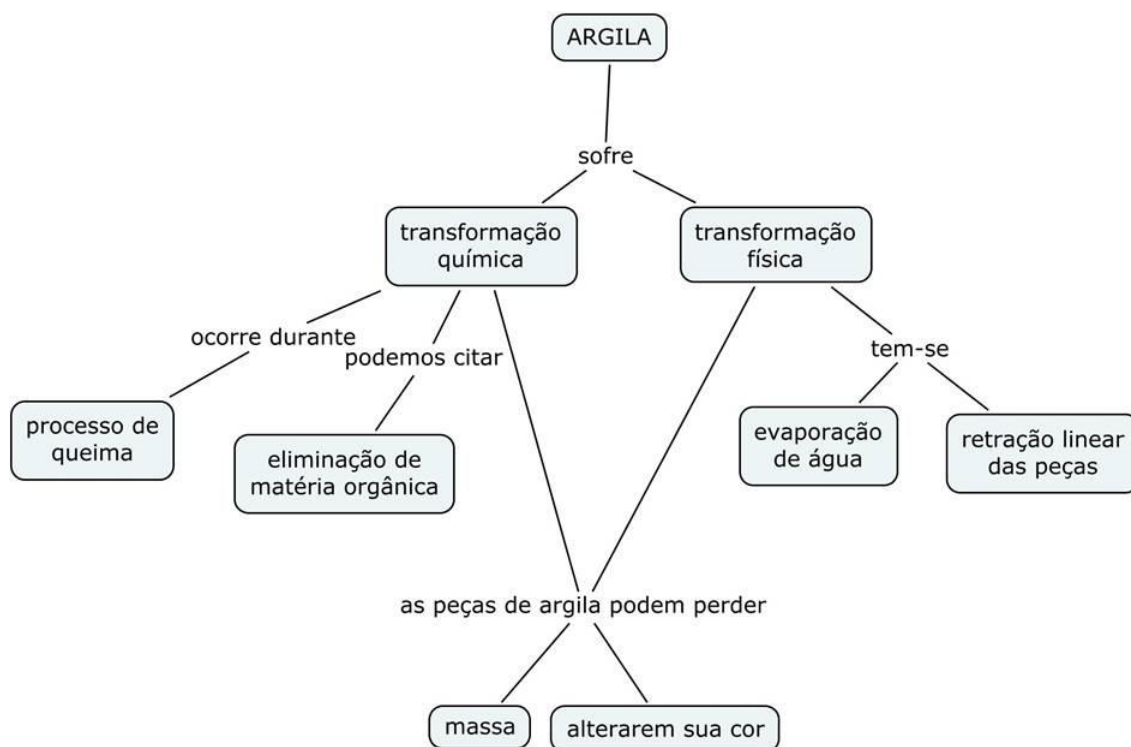 ARGILA
sofre
transformação
química
transformação
física
ocorre durante
podemos citar
tem-se
processo de
queima
eliminação de
matéria orgânica
evaporação
de água
retração linear
das peças
as peças de argila podem perder
massa
alterarem sua cor